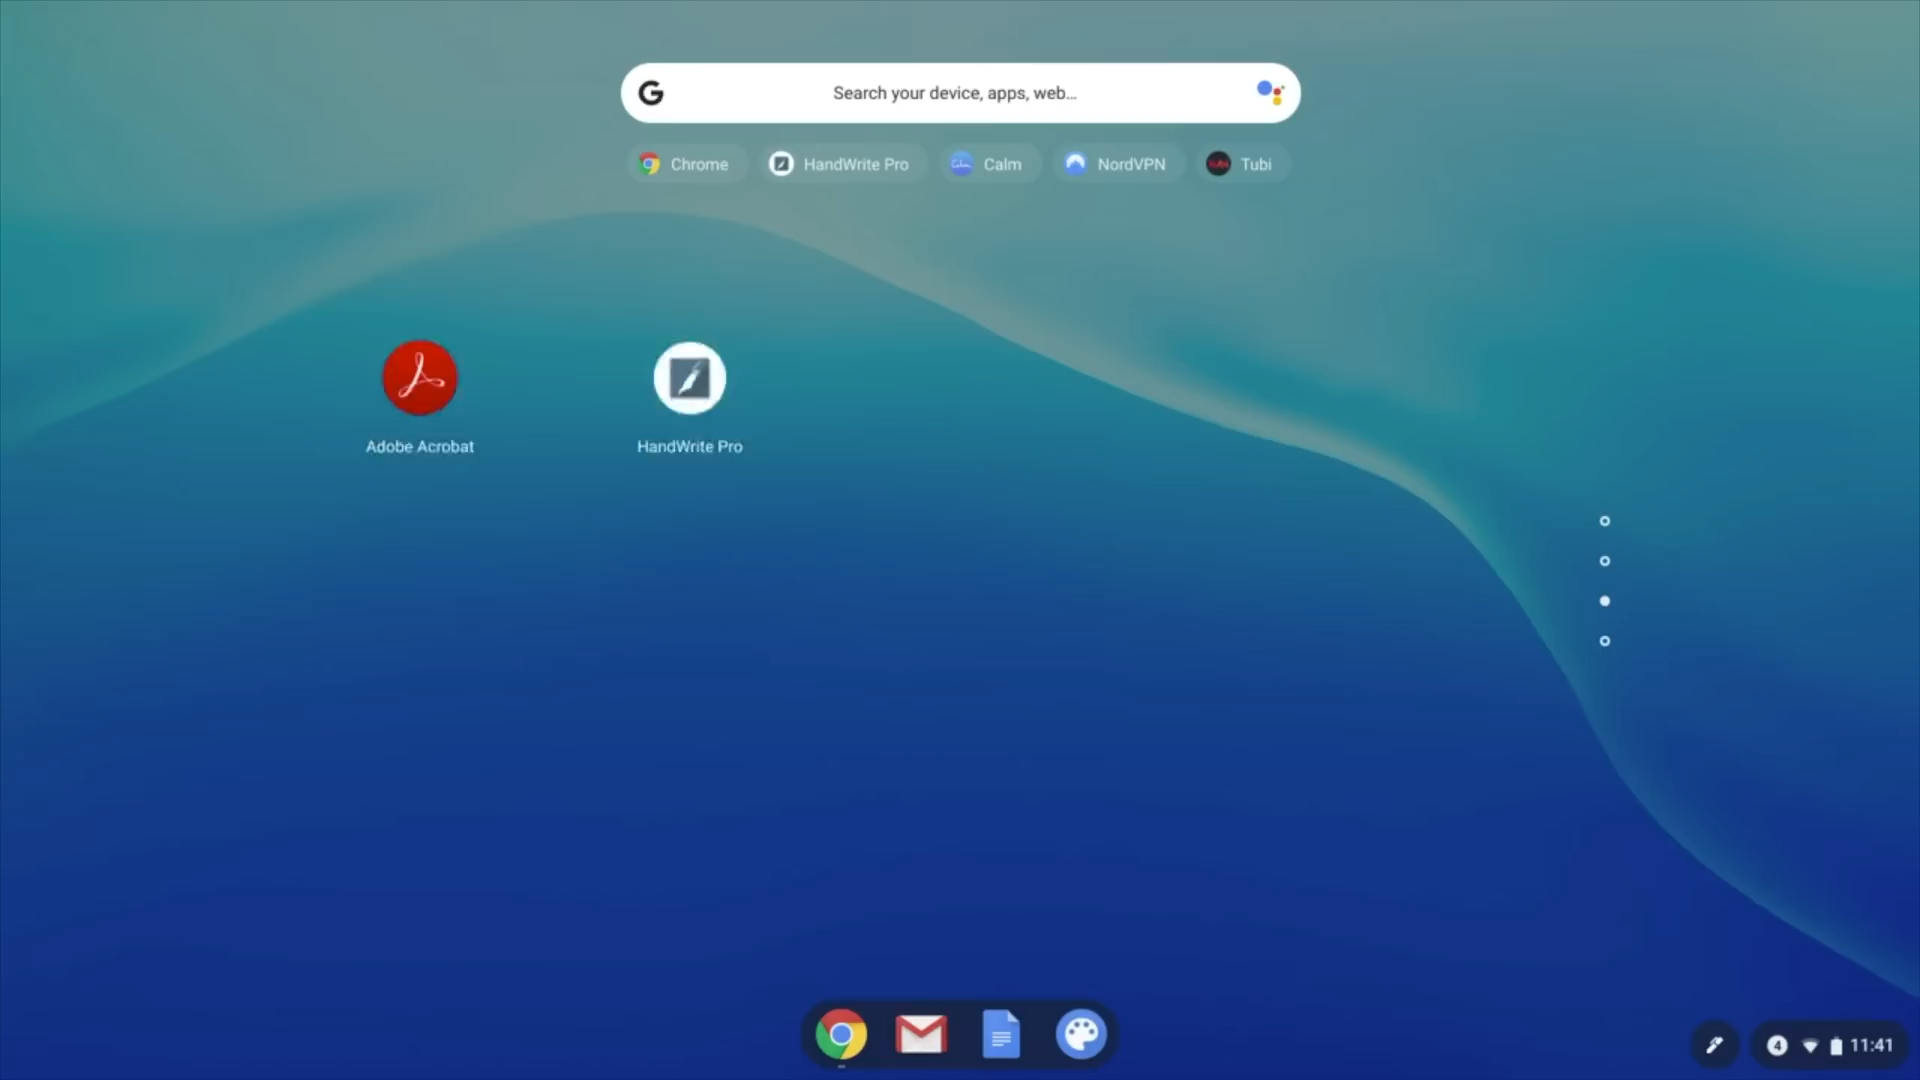 Search your device, apps, web...
Chrome HandWrite Pro Calm NordVPN Tubi
Adobe Acrobat HandWrite Pro
4 11:41